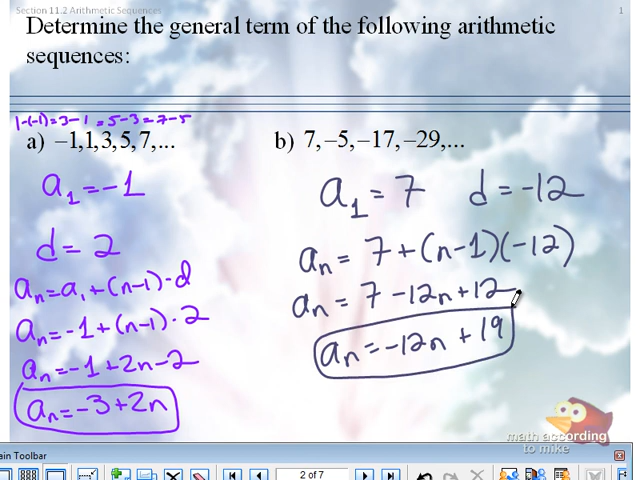 Section 11.2 Arithmetic Sequences 1
Determine the general term of the following arithmetic
sequences:
1-(-1)=3-1=5-3=7-5
a) –1,1,3,5,7,...
a₁=-1
d=2
aₙ=a₁+(n-1)·d
aₙ=-1+(n-1)·2
aₙ=-1+2n-2
aₙ=-3+2n
b) 7,–5,–17,–29,...
a₁=7 d=-12
aₙ= 7+(n-1)(-12)
aₙ= 7-12n+12
aₙ=-12n+19
math according
to mike
ain Toolbar
2 of 7